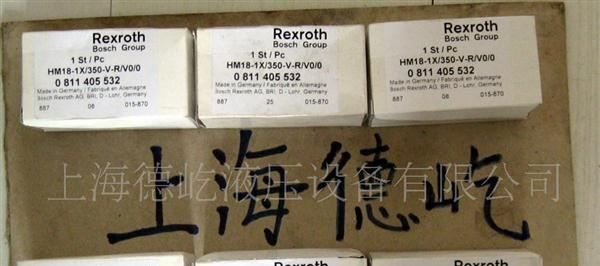 Rexroth
Bosch Group
1 St / Pc
HM18-1X/350-V-R/V0/0
0 811 405 532
Made in Germany / Fabriqué en Allemagne
Bosch Rexroth AG, BRI, D - Lohr, Germany
887 08 015-870
Rexroth
Bosch Group
1 St / Pc
HM18-1X/350-V-R/V0/0
0 811 405 532
Made in Germany / Fabriqué en Allemagne
Bosch Rexroth AG, BRI, D - Lohr, Germany
887 25 015-870
Rexroth
Bosch Group
1 St / Pc
HM18-1X/350-V-R/V0/0
0 811 405 532
Made in Germany / Fabriqué en Allemagne
Bosch Rexroth AG, BRI, D - Lohr, Germany
887 08 015-870
上海德屹液压设备有限公司
上海德屹
Rexroth
Bosch Group
Rexroth
Rexroth